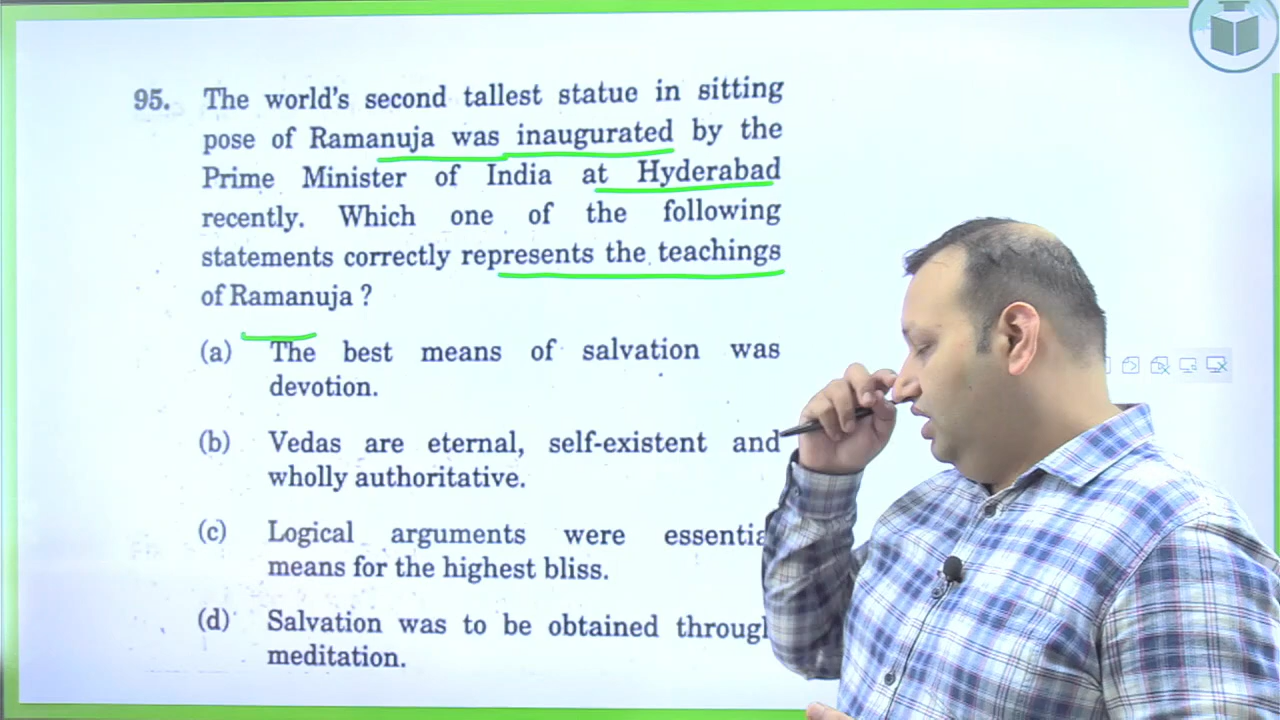 95. The world's second tallest statue in sitting
pose of Ramanuja was inaugurated by the
Prime Minister of India at Hyderabad
recently. Which one of the following
statements correctly represents the teachings
of Ramanuja ?
(a) The best means of salvation was
devotion.
(b) Vedas are eternal, self-existent and
wholly authoritative.
(c) Logical arguments were
means for the highest bliss.
(d) Salvation was to be obtained
meditation.